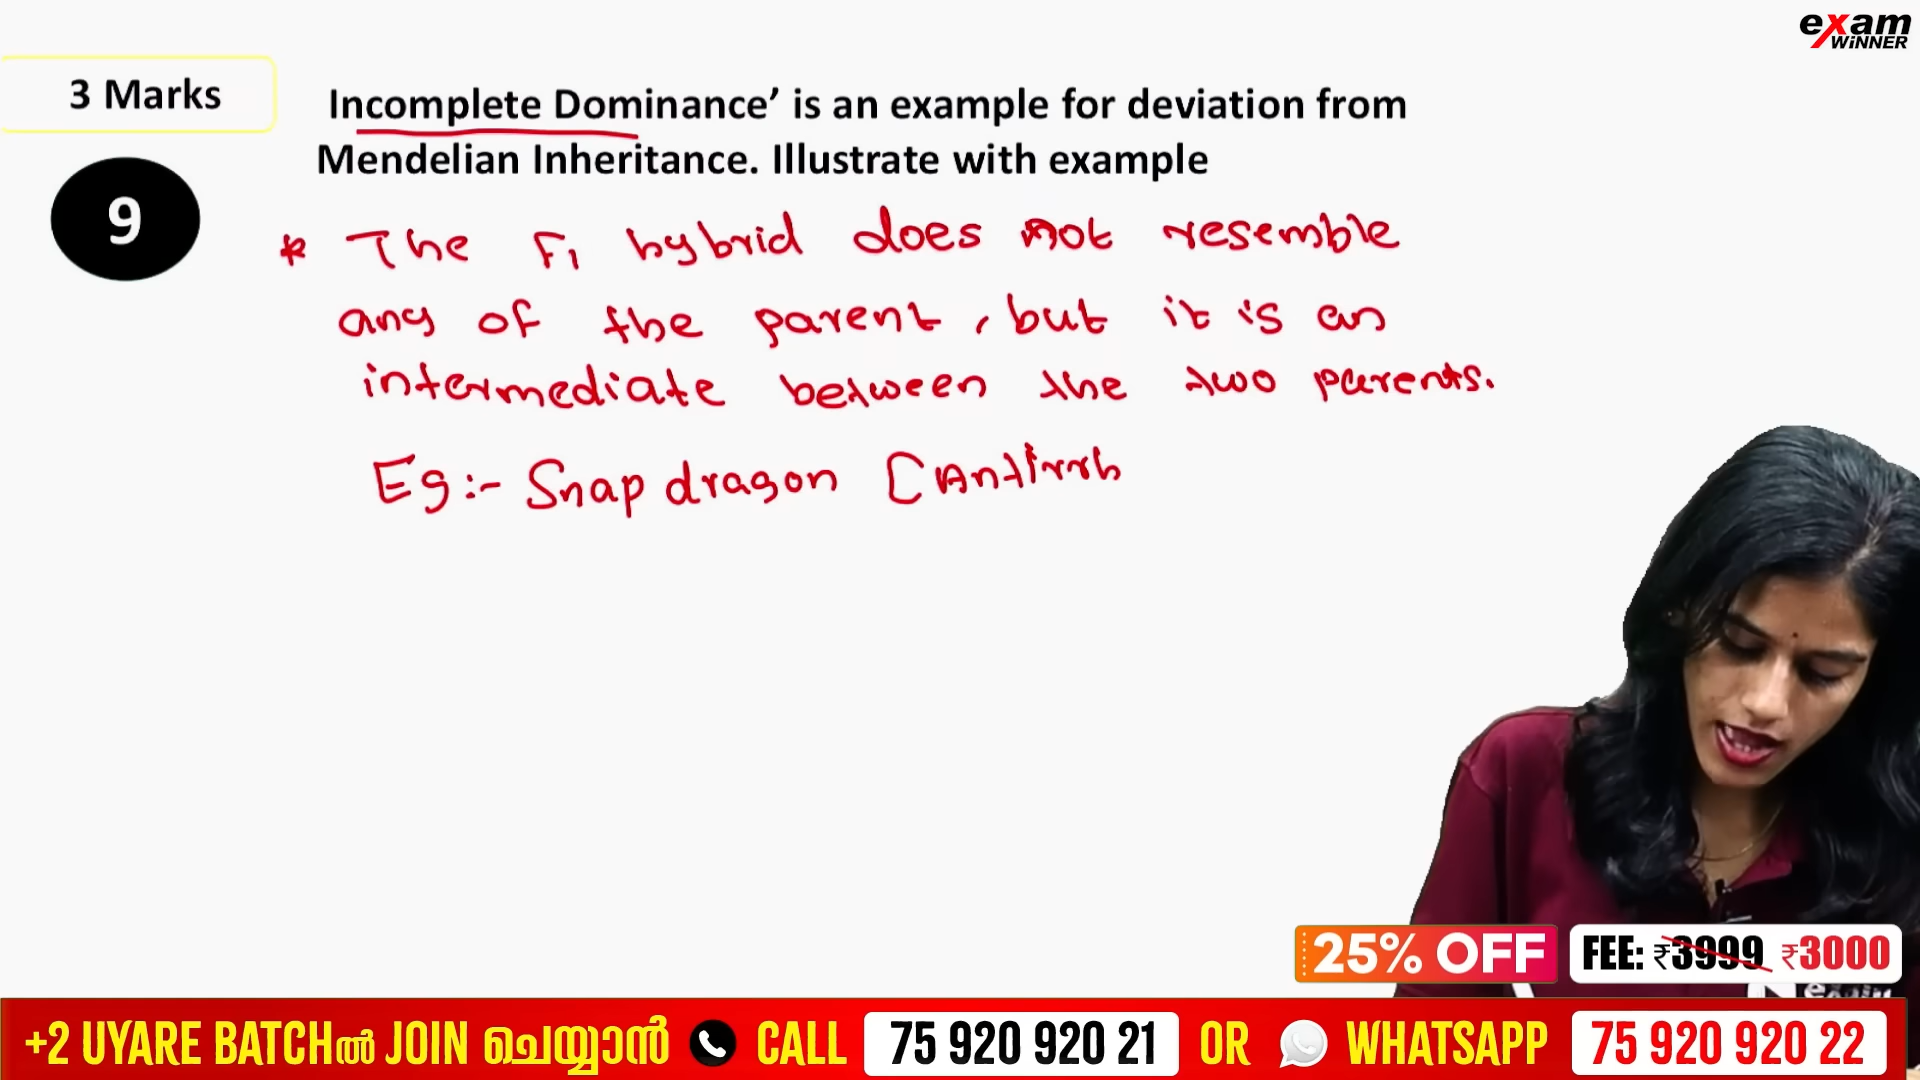 exam
WiNNER
3 Marks
9
Incomplete Dominance’ is an example for deviation from
Mendelian Inheritance. Illustrate with example
* The F1 hybrid does not resemble
any of the parent, but it is an
intermediate between the two parents.
Eg:- Snap dragon [Antirrh
25% OFF
FEE: ₹3999 ₹3000
+2 UYARE BATCHൽ JOIN ചെയ്യാൻ CALL 75 920 920 21 OR WHATSAPP 75 920 920 22